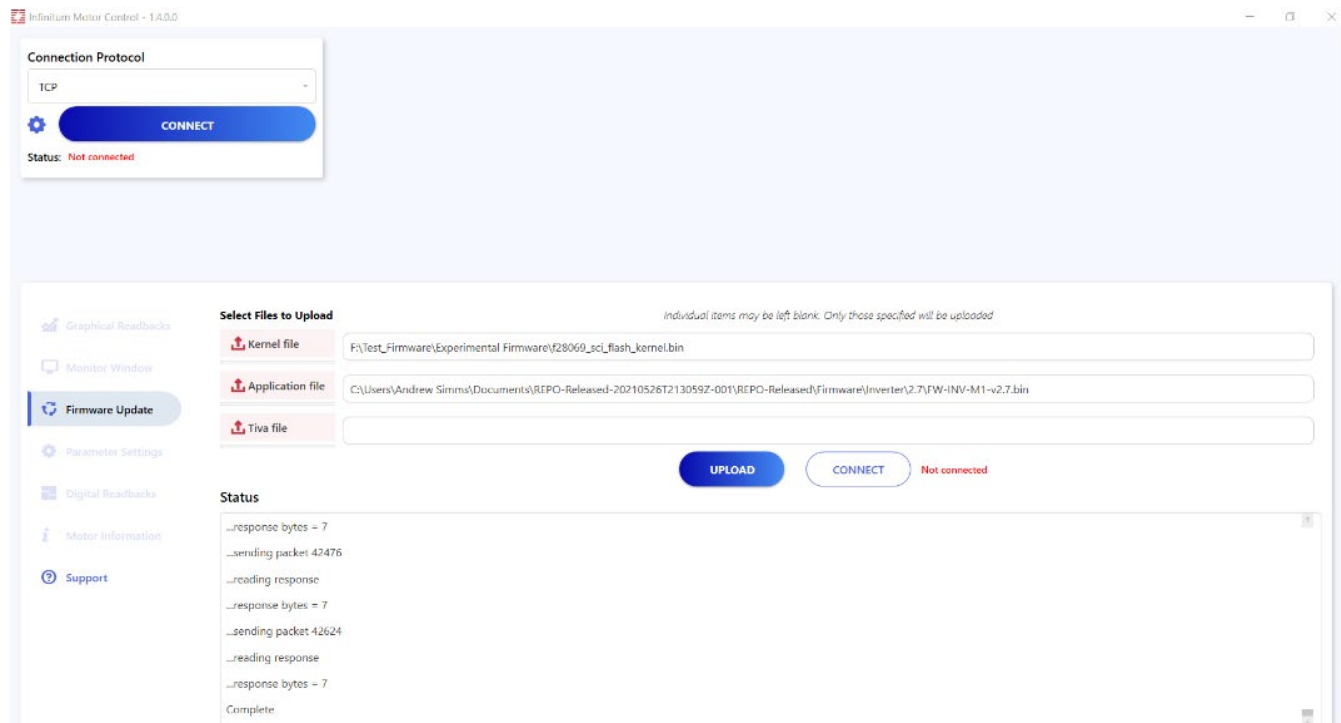 Infinitum Motor Control - 1.4.0.0
Connection Protocol
TCP
CONNECT
Status: Not connected
Graphical Readbacks
Monitor Window
Firmware Update
Parameter Settings
Digital Readbacks
Motor Information
Support
Select Files to Upload
Individual items may be left blank. Only those specified will be uploaded
Kernel file
F:\Test_Firmware\Experimental Firmware\f28069_sci_flash_kernel.bin
Application file
C:\Users\Andrew Simms\Documents\REPO-Released-20210526T213059Z-001\REPO-Released\Firmware\Inverter\2.7\FW-INV-M1-v2.7.bin
Tiva file
UPLOAD
CONNECT
Not connected
Status
...response bytes = 7
...sending packet 42476
...reading response
...response bytes = 7
...sending packet 42624
...reading response
...response bytes = 7
Complete